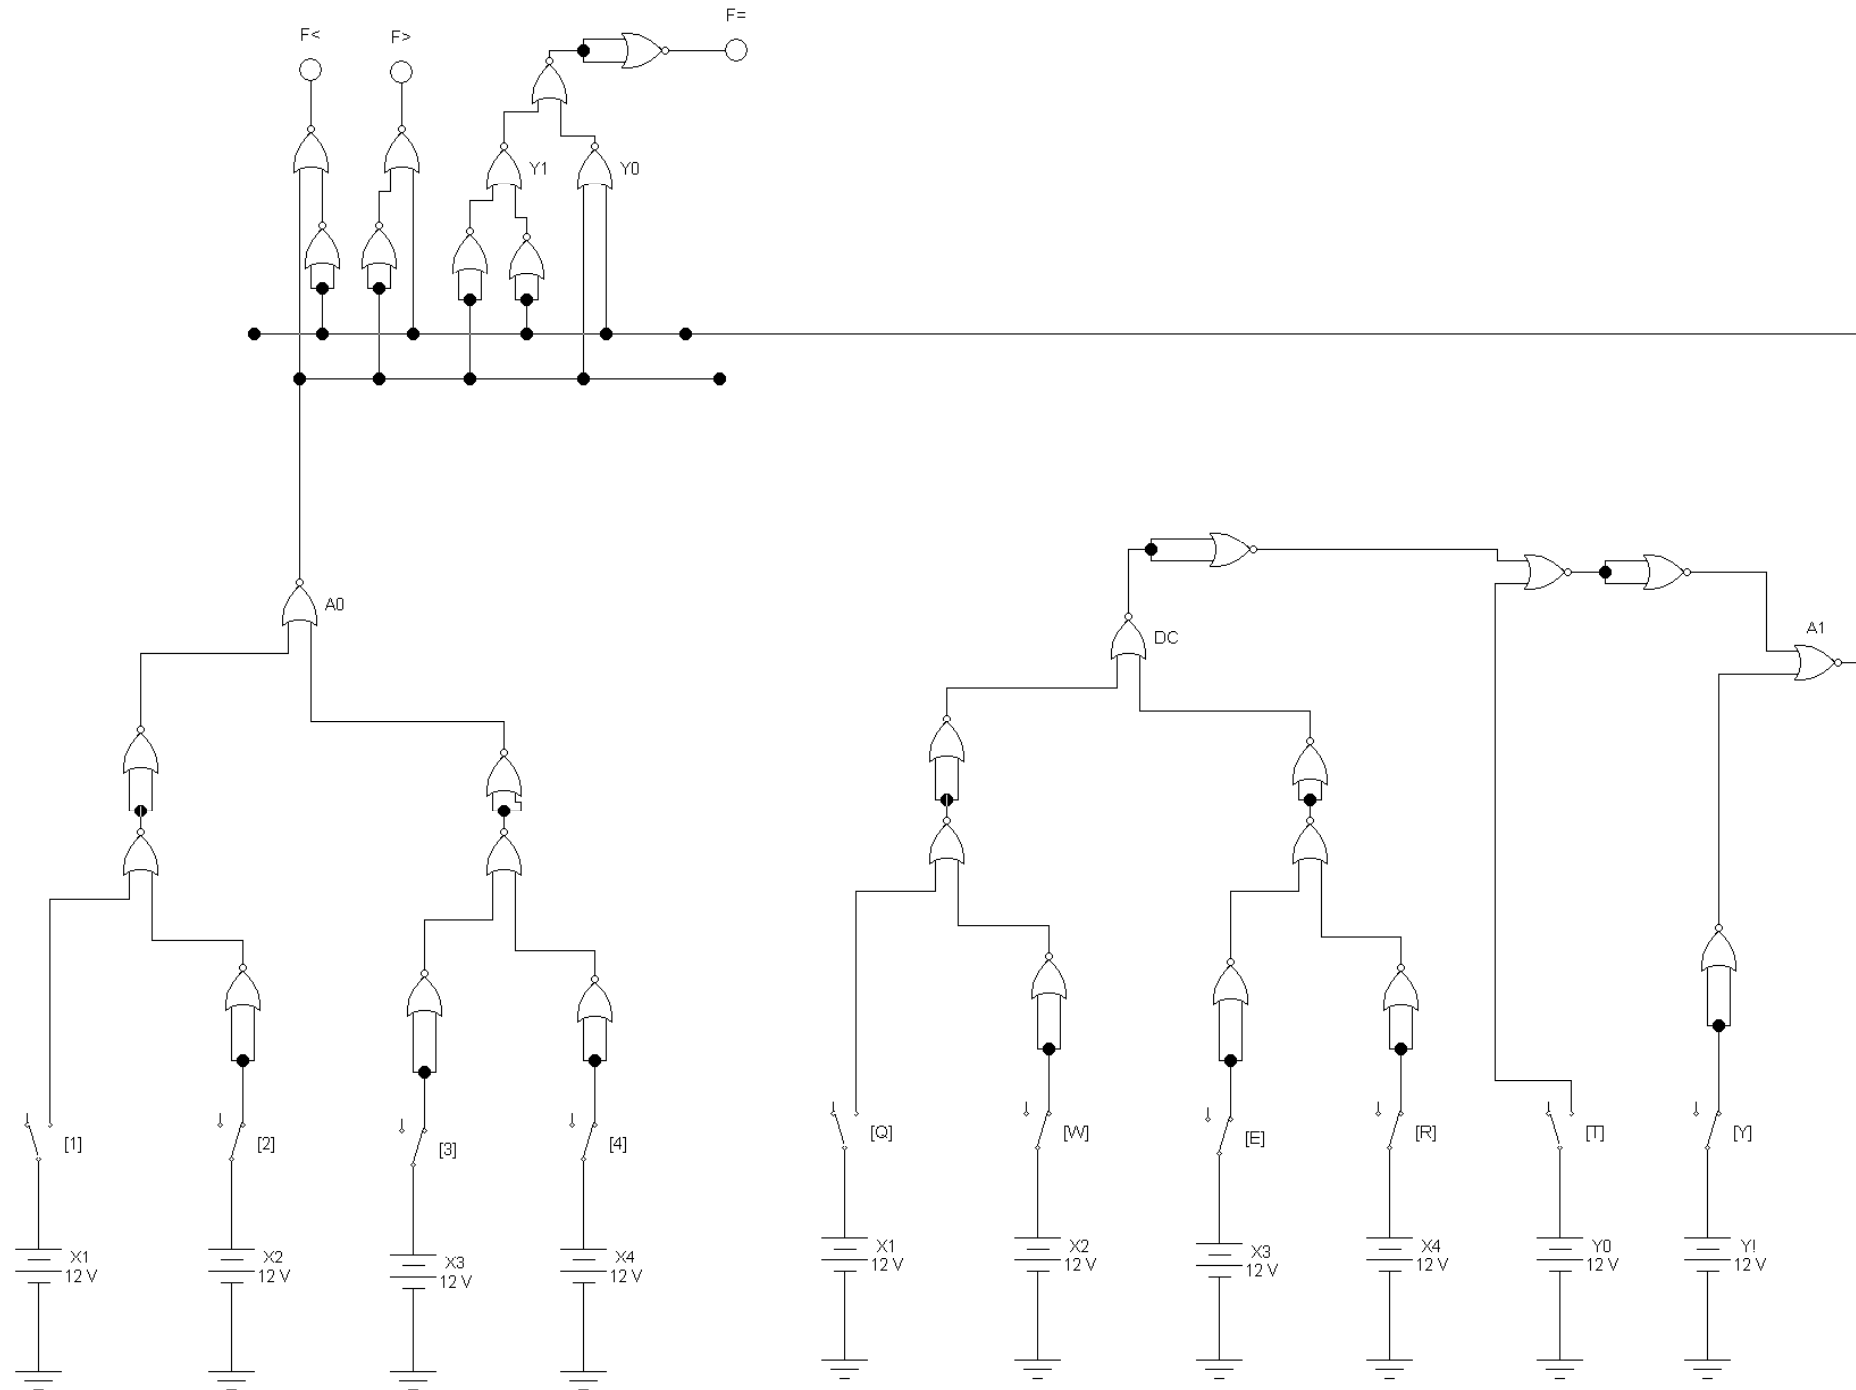 F<
F>
F=
Y1
Y0
A0
DC
A1
[1]
[2]
[3]
[4]
[Q]
[W]
[E]
[R]
[T]
[Y]
X1
12 V
X2
12 V
X3
12 V
X4
12 V
X1
12 V
X2
12 V
X3
12 V
X4
12 V
Y0
12 V
Y!
12 V